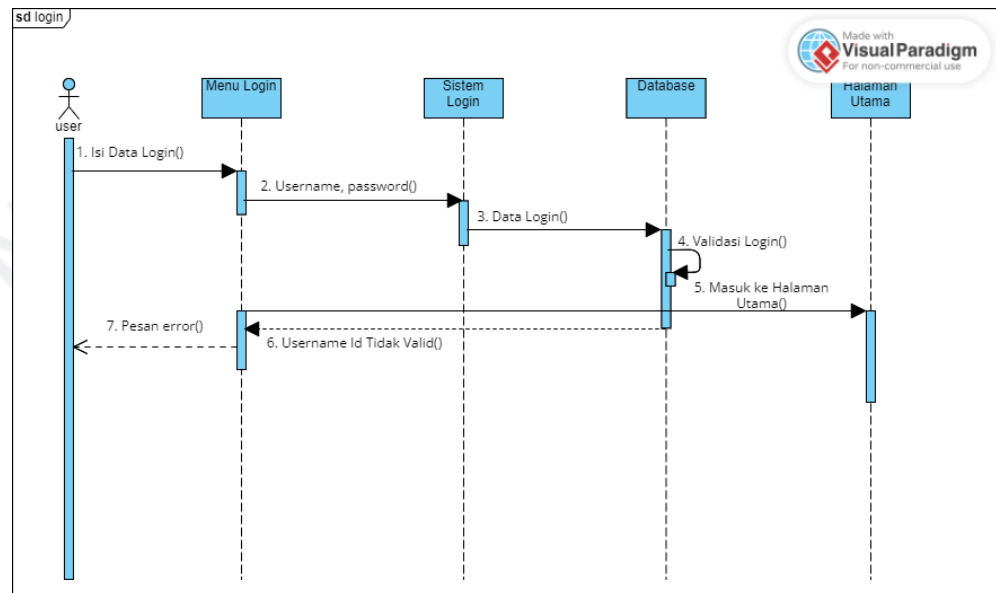 sd login
Made with
Visual Paradigm
For non-commercial use
Menu Login
Sistem
Login
Database
Halaman
Utama
user
1. Isi Data Login()
2. Username, password()
3. Data Login()
4. Validasi Login()
5. Masuk ke Halaman
Utama()
7. Pesan error()
6. Username Id Tidak Valid()